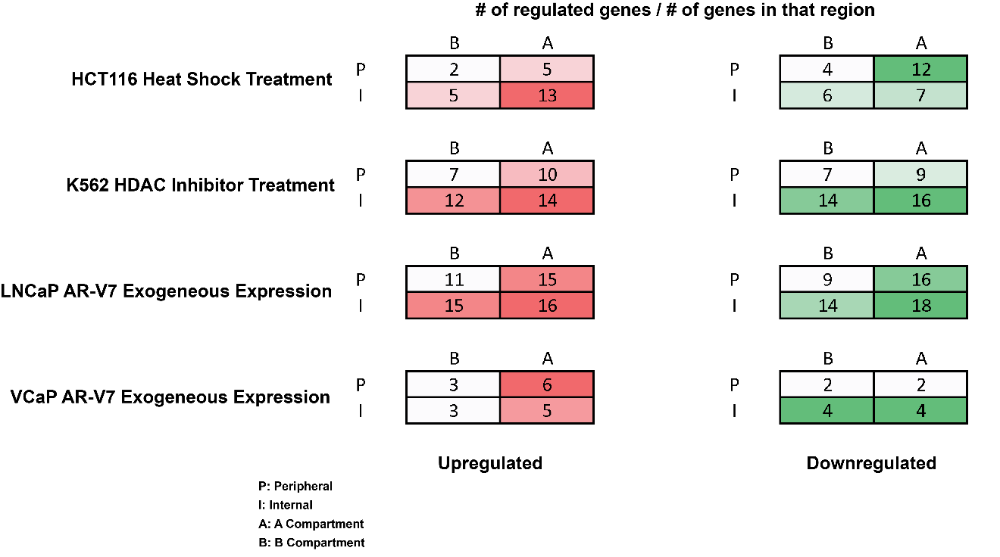 # of regulated genes / # of genes in that region
B A B A
HCT116 Heat Shock Treatment P 2 5 P 4 12
I 5 13 I 6 7
B A B A
K562 HDAC Inhibitor Treatment P 7 10 P 7 9
I 12 14 I 14 16
B A B A
LNCaP AR-V7 Exogeneous Expression P 11 15 P 9 16
I 15 16 I 14 18
B A B A
VCaP AR-V7 Exogeneous Expression P 3 6 P 2 2
I 3 5 I 4 4
Upregulated Downregulated
P: Peripheral
I: Internal
A: A Compartment
B: B Compartment